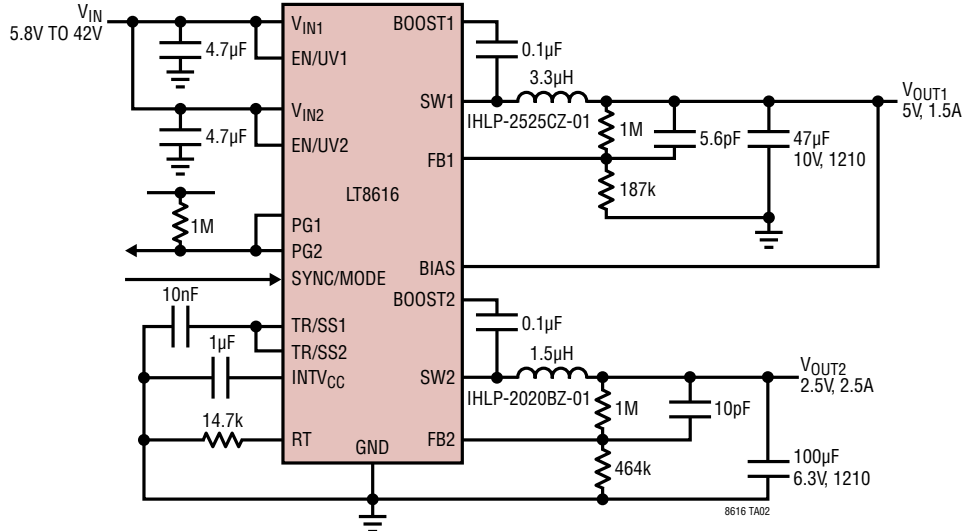 VIN
5.8V TO 42V
4.7µF
4.7µF
1M
10nF
1µF
14.7k
VIN1
EN/UV1
VIN2
EN/UV2
LT8616
PG1
PG2
SYNC/MODE
TR/SS1
TR/SS2
INTVCC
RT
GND
BOOST1
SW1
FB1
BIAS
BOOST2
SW2
FB2
0.1µF
3.3µH
IHLP-2525CZ-01
1M
5.6pF
47µF
10V, 1210
187k
VOUT1
5V, 1.5A
0.1µF
1.5µH
IHLP-2020BZ-01
1M
10pF
464k
VOUT2
2.5V, 2.5A
100µF
6.3V, 1210
8616 TA02